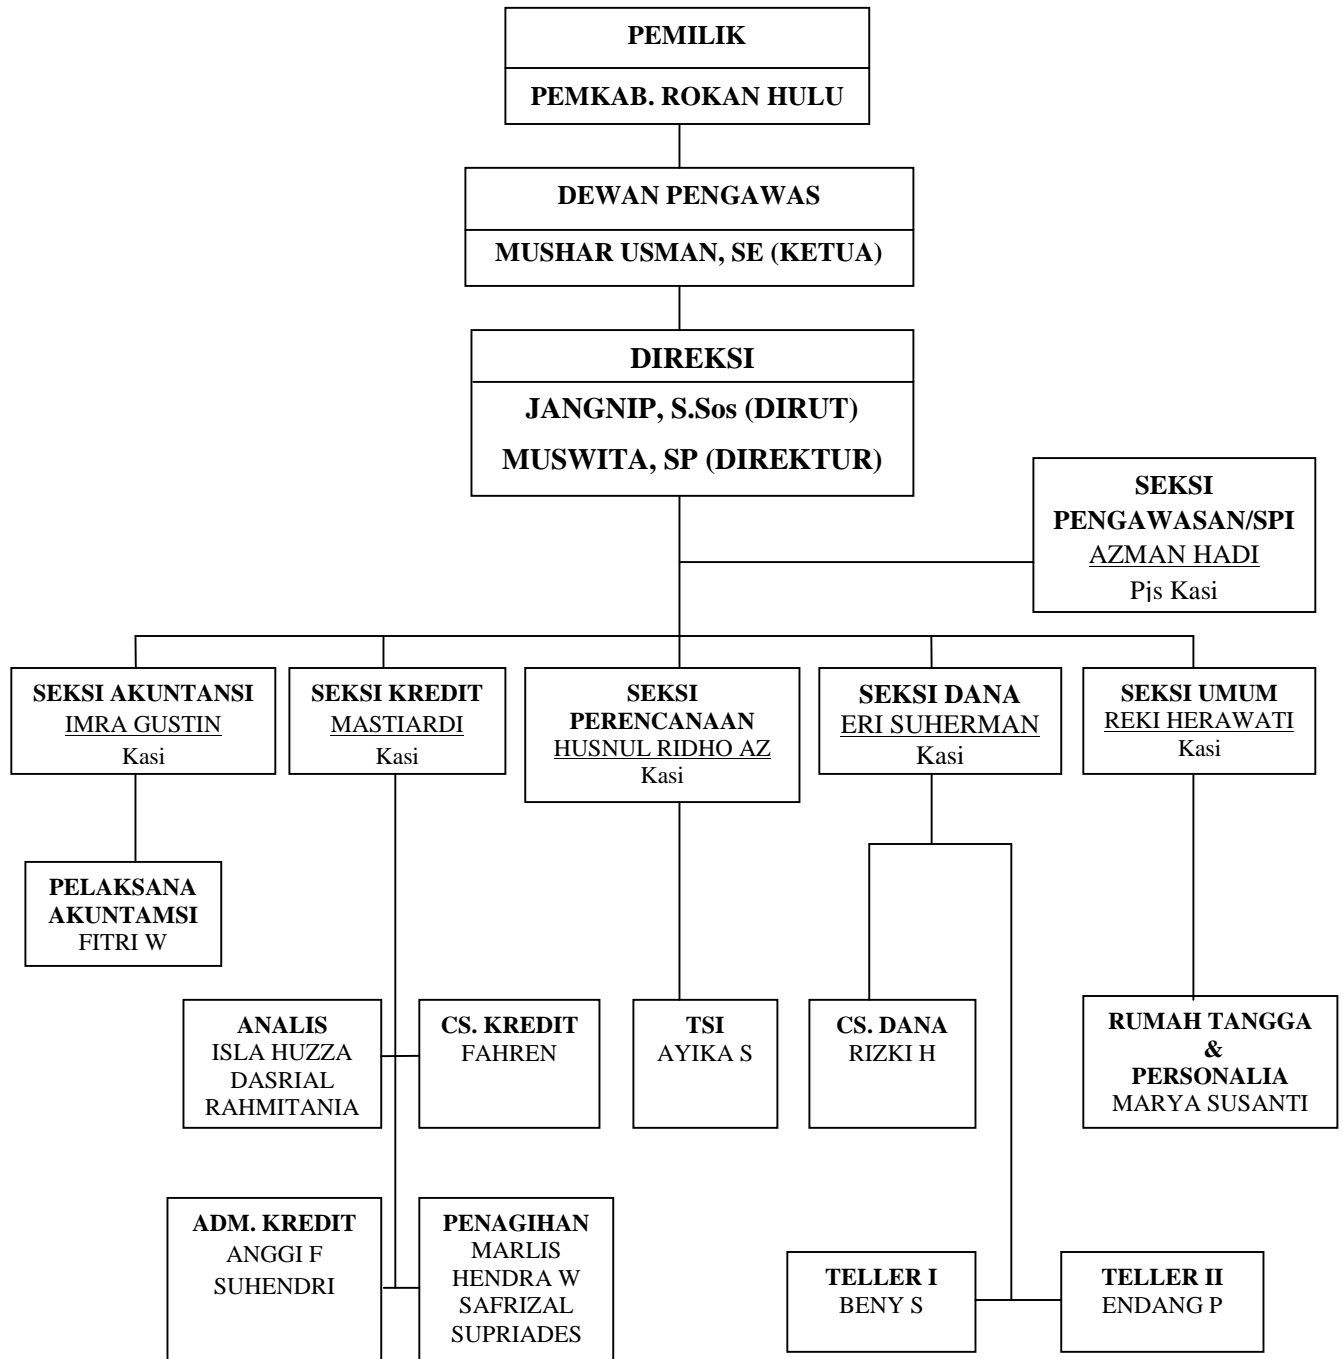 PEMILIK
PEMKAB. ROKAN HULU
DEWAN PENGAWAS
MUSHAR USMAN, SE (KETUA)
DIREKSI
JANGNIP, S.Sos (DIRUT)
MUSWITA, SP (DIREKTUR)
SEKSI
PENGAWASAN/SPI
AZMAN HADI
Pjs Kasi
SEKSI AKUNTANSI
IMRA GUSTIN
Kasi
SEKSI KREDIT
MASTIARDI
Kasi
SEKSI
PERENCANAAN
HUSNUL RIDHO AZ
Kasi
SEKSI DANA
ERI SUHERMAN
Kasi
SEKSI UMUM
REKI HERAWATI
Kasi
PELAKSANA
AKUNTAMSI
FITRI W
ANALIS
ISLA HUZZA
DASRIAL
RAHMITANIA
CS. KREDIT
FAHREN
TSI
AYIKA S
CS. DANA
RIZKI H
RUMAH TANGGA
&
PERSONALIA
MARYA SUSANTI
ADM. KREDIT
ANGGI F
SUHENDRI
PENAGIHAN
MARLIS
HENDRA W
SAFRIZAL
SUPRIADES
TELLER I
BENY S
TELLER II
ENDANG P